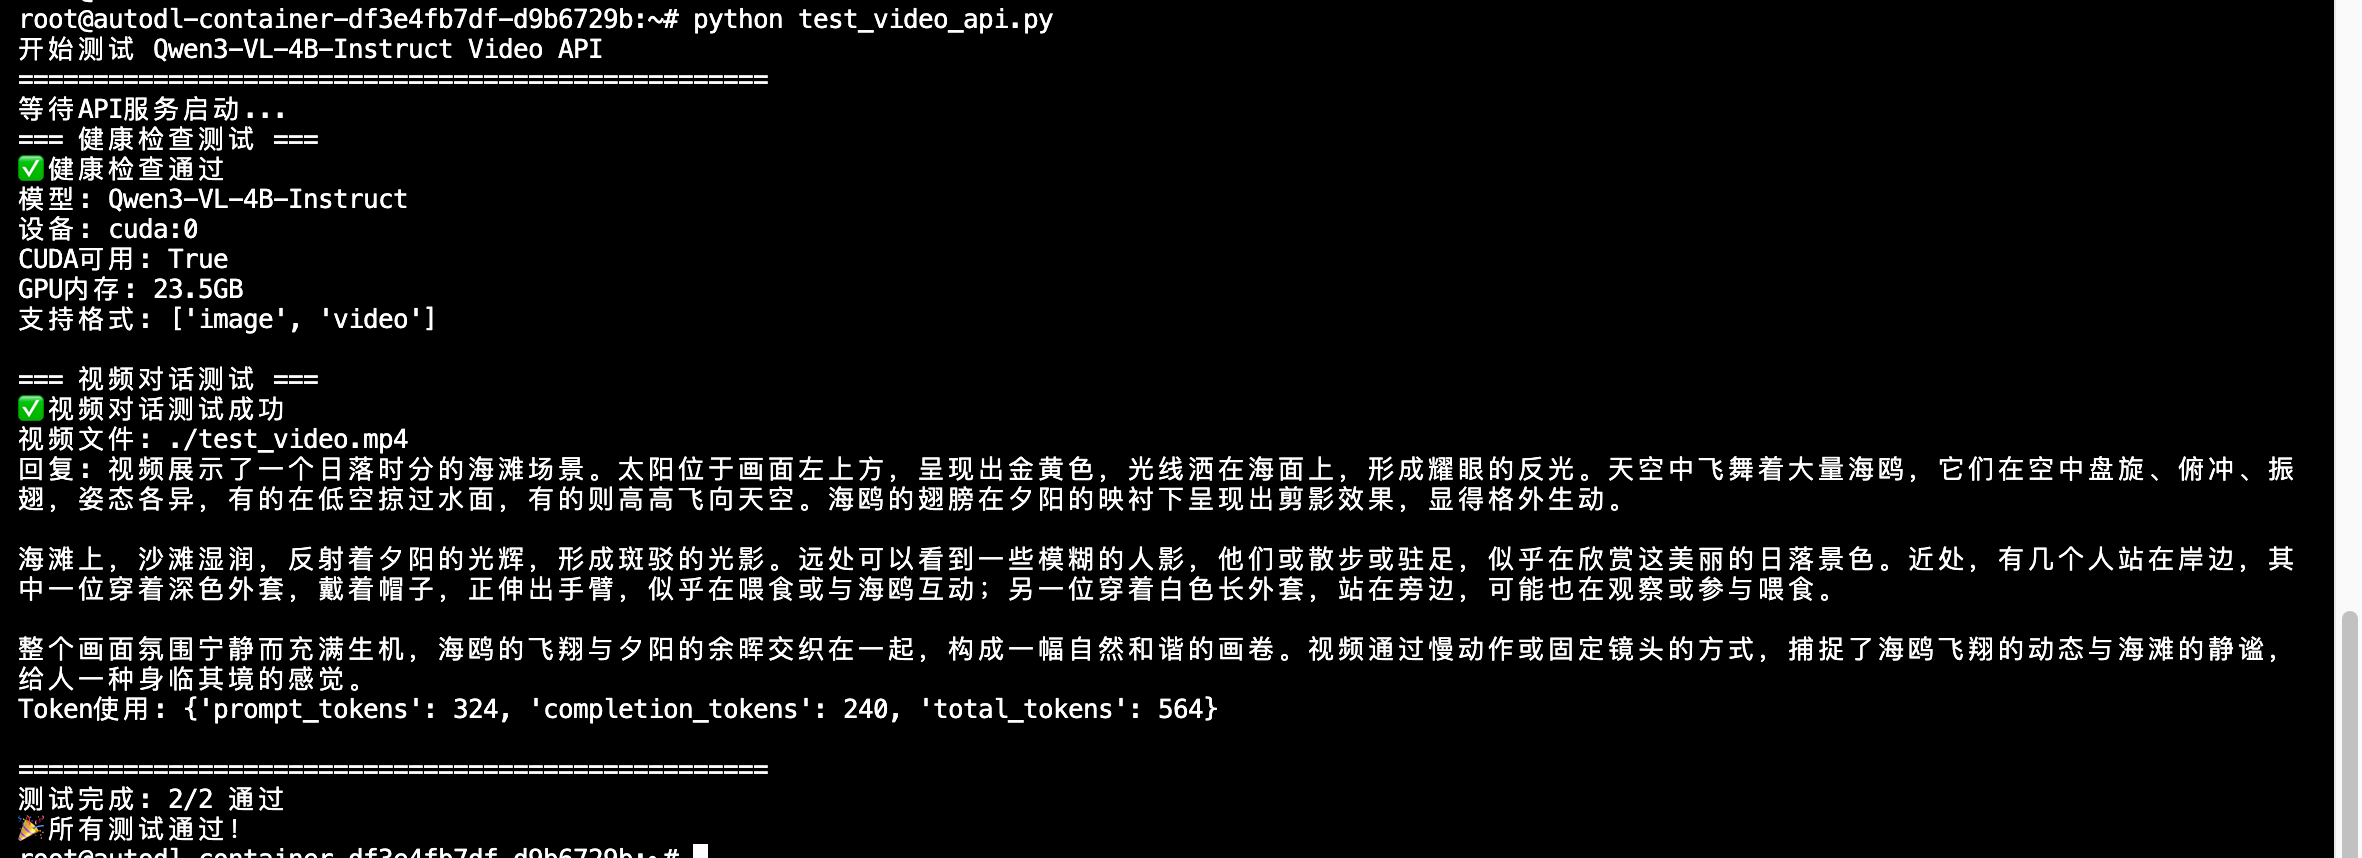 root@autodl-container-df3e4fb7df-d9b6729b:~# python test_video_api.py
开始测试 Qwen3-VL-4B-Instruct Video API
==================================================
等待API服务启动...
=== 健康检查测试 ===
✅健康检查通过
模型: Qwen3-VL-4B-Instruct
设备: cuda:0
CUDA可用: True
GPU内存: 23.5GB
支持格式: ['image', 'video']
=== 视频对话测试 ===
✅视频对话测试成功
视频文件: ./test_video.mp4
回复: 视频展示了一个日落时分的海滩场景。太阳位于画面左上方，呈现出金黄色，光线洒在海面上，形成耀眼的反光。天空中飞舞着大量海鸥，它们在空中盘旋、俯冲、振
翅，姿态各异，有的在低空掠过水面，有的则高高飞向天空。海鸥的翅膀在夕阳的映衬下呈现出剪影效果，显得格外生动。
海滩上，沙滩湿润，反射着夕阳的光辉，形成斑驳的光影。远处可以看到一些模糊的人影，他们或散步或驻足，似乎在欣赏这美丽的日落景色。近处，有几个人站在岸边，其
中一位穿着深色外套，戴着帽子，正伸出手臂，似乎在喂食或与海鸥互动；另一位穿着白色长外套，站在旁边，可能也在观察或参与喂食。
整个画面氛围宁静而充满生机，海鸥的飞翔与夕阳的余晖交织在一起，构成一幅自然和谐的画卷。视频通过慢动作或固定镜头的方式，捕捉了海鸥飞翔的动态与海滩的静谧，
给人一种身临其境的感觉。
Token使用: {'prompt_tokens': 324, 'completion_tokens': 240, 'total_tokens': 564}
==================================================
测试完成: 2/2 通过
🎉所有测试通过!
root@autodl-container-df3e4fb7df-d9b6729b:~#